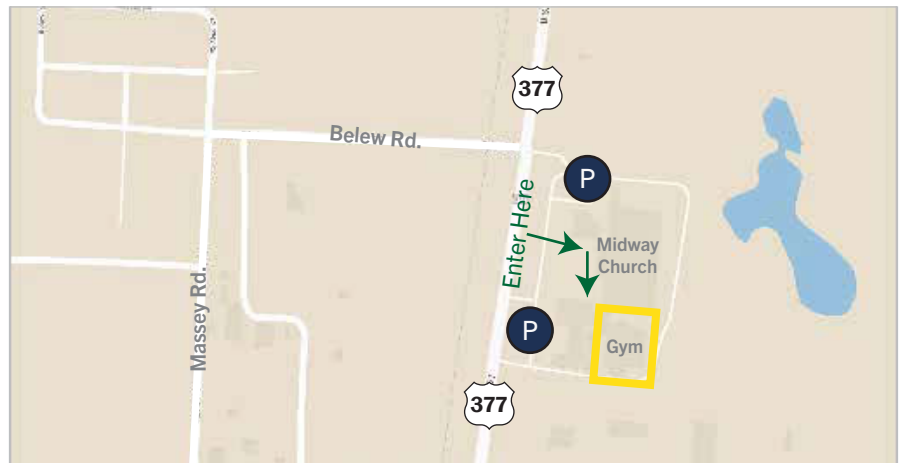 377
Belew Rd.
P
Enter Here
Midway
Church
Massey Rd.
P
Gym
377